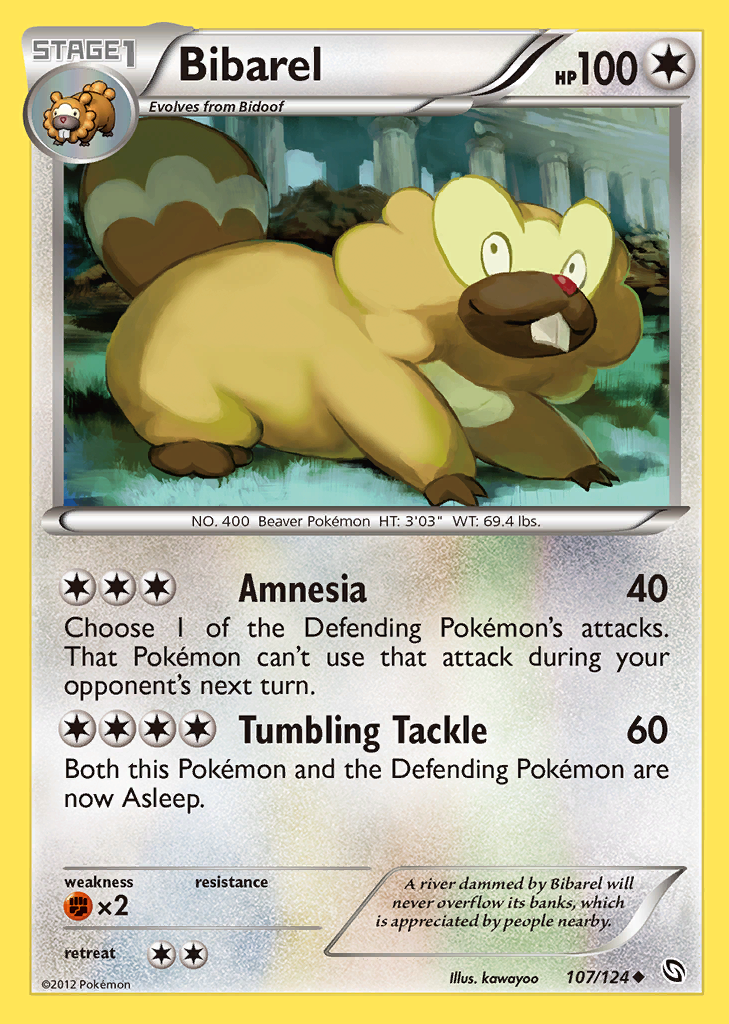 STAGE1
Bibarel
HP100
Evolves from Bidoof
NO. 400 Beaver Pokémon HT: 3'03" WT: 69.4 lbs.
Amnesia 40
Choose 1 of the Defending Pokémon's attacks.
That Pokémon can't use that attack during your
opponent's next turn.
Tumbling Tackle 60
Both this Pokémon and the Defending Pokémon are
now Asleep.
weakness resistance
×2
A river dammed by Bibarel will
never overflow its banks, which
is appreciated by people nearby.
retreat
©2012 Pokémon
Illus. kawayoo 107/124